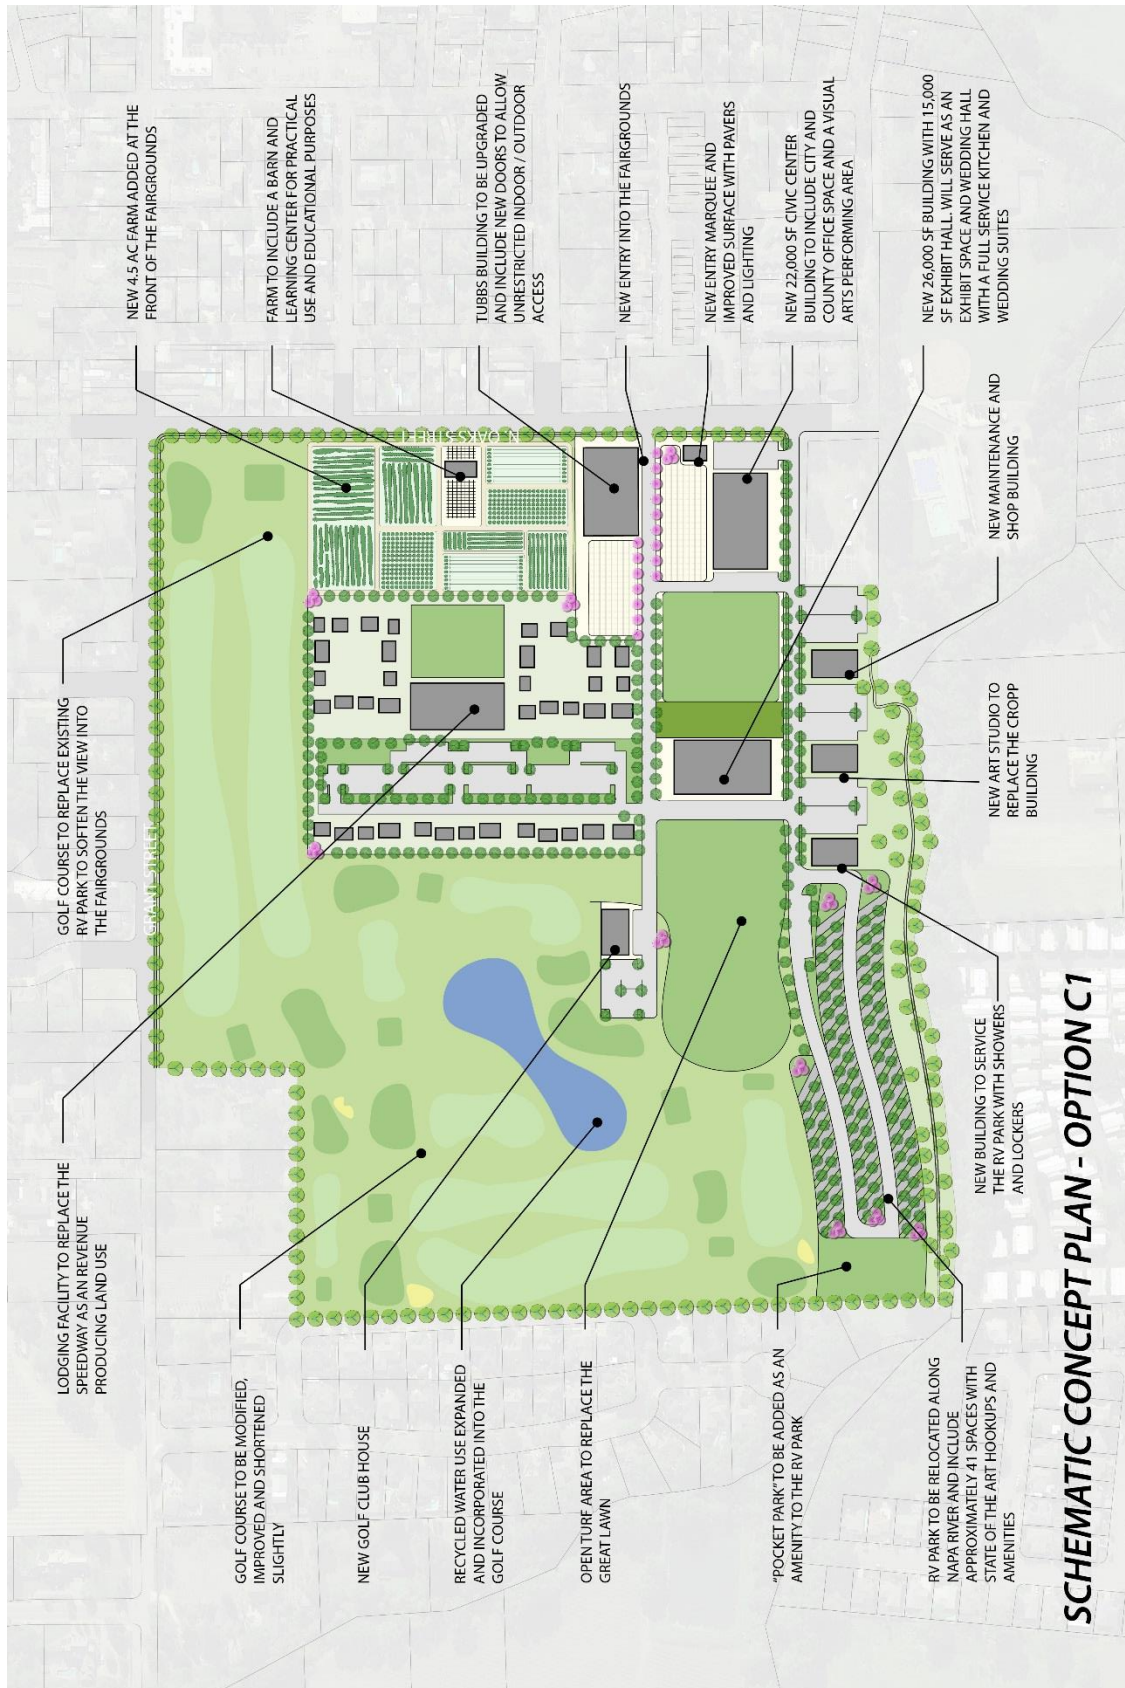 LODGING FACILITY TO REPLACE THE
SPEEDWAY AS AN REVENUE
PRODUCING LAND USE
GOLF COURSE TO REPLACE EXISTING
RV PARK TO SOFTEN THE VIEW INTO
THE FAIRGROUNDS
NEW 4.5 AC FARM ADDED AT THE
FRONT OF THE FAIRGROUNDS
FARM TO INCLUDE A BARN AND
LEARNING CENTER FOR PRACTICAL
USE AND EDUCATIONAL PURPOSES
TUBBS BUILDING TO BE UPGRADED
AND INCLUDE NEW DOORS TO ALLOW
UNRESTRICTED INDOOR / OUTDOOR
ACCESS
NEW ENTRY INTO THE FAIRGROUNDS
NEW ENTRY MARQUEE AND
IMPROVED SURFACE WITH PAVERS
AND LIGHTING
NEW 22,000 SF CIVIC CENTER
BUILDING TO INCLUDE CITY AND
COUNTY OFFICE SPACE AND A VISUAL
ARTS PERFORMING AREA
NEW 26,000 SF BUILDING WITH 15,000
SF EXHIBIT HALL WILL SERVE AS AN
EXHIBIT SPACE AND WEDDING HALL
WITH A FULL SERVICE KITCHEN AND
WEDDING SUITES
GRANT STREET
N. OAKS STREET
GOLF COURSE TO BE MODIFIED,
IMPROVED AND SHORTENED
SLIGHTLY
NEW GOLF CLUB HOUSE
RECYCLED WATER USE EXPANDED
AND INCORPORATED INTO THE
GOLF COURSE
OPEN TURF AREA TO REPLACE THE
GREAT LAWN
"POCKET PARK" TO BE ADDED AS AN
AMENITY TO THE RV PARK
RV PARK TO BE RELOCATED ALONG
NAPA RIVER AND INCLUDE
APPROXIMATELY 41 SPACES WITH
STATE OF THE ART HOOKUPS AND
AMENITIES
NEW BUILDING TO SERVICE
THE RV PARK WITH SHOWERS
AND LOCKERS
NEW ART STUDIO TO
REPLACE THE CROPP
BUILDING
NEW MAINTENANCE AND
SHOP BUILDING
SCHEMATIC CONCEPT PLAN - OPTION C1